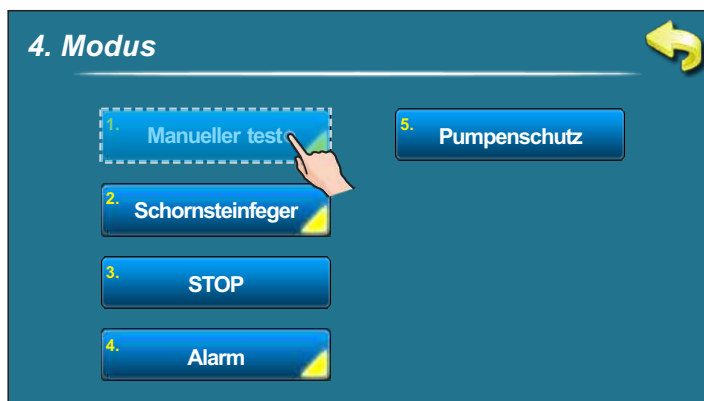 4. Modus
1. Manueller test
2. Schornsteinfeger
3. STOP
4. Alarm
5. Pumpenschutz